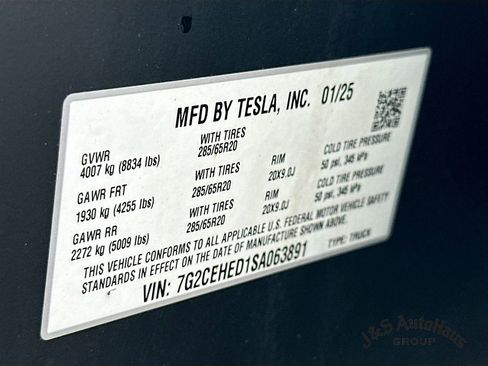 MFD BY TESLA, INC. 01/25
GVWR WITH TIRES
4007 kg (8834 lbs) 285/65R20
GAWR FRT WITH TIRES RIM COLD TIRE PRESSURE
1930 kg (4255 lbs) 285/65R20 20X9.0J 50 psi, 345 kPa
GAWR RR WITH TIRES RIM COLD TIRE PRESSURE
2272 kg (5009 lbs) 285/65R20 20X9.0J 50 psi, 345 kPa
THIS VEHICLE CONFORMS TO ALL APPLICABLE U.S. FEDERAL MOTOR VEHICLE SAFETY
STANDARDS IN EFFECT ON THE DATE OF MANUFACTURE SHOWN ABOVE.
VIN: 7G2CEHED1SA063891 TYPE: TRUCK
J&S AutoHaus
GROUP